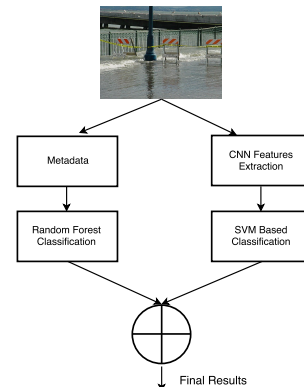 Metadata
CNN Features
Extraction
Random Forest
Classification
SVM Based
Classification
Final Results